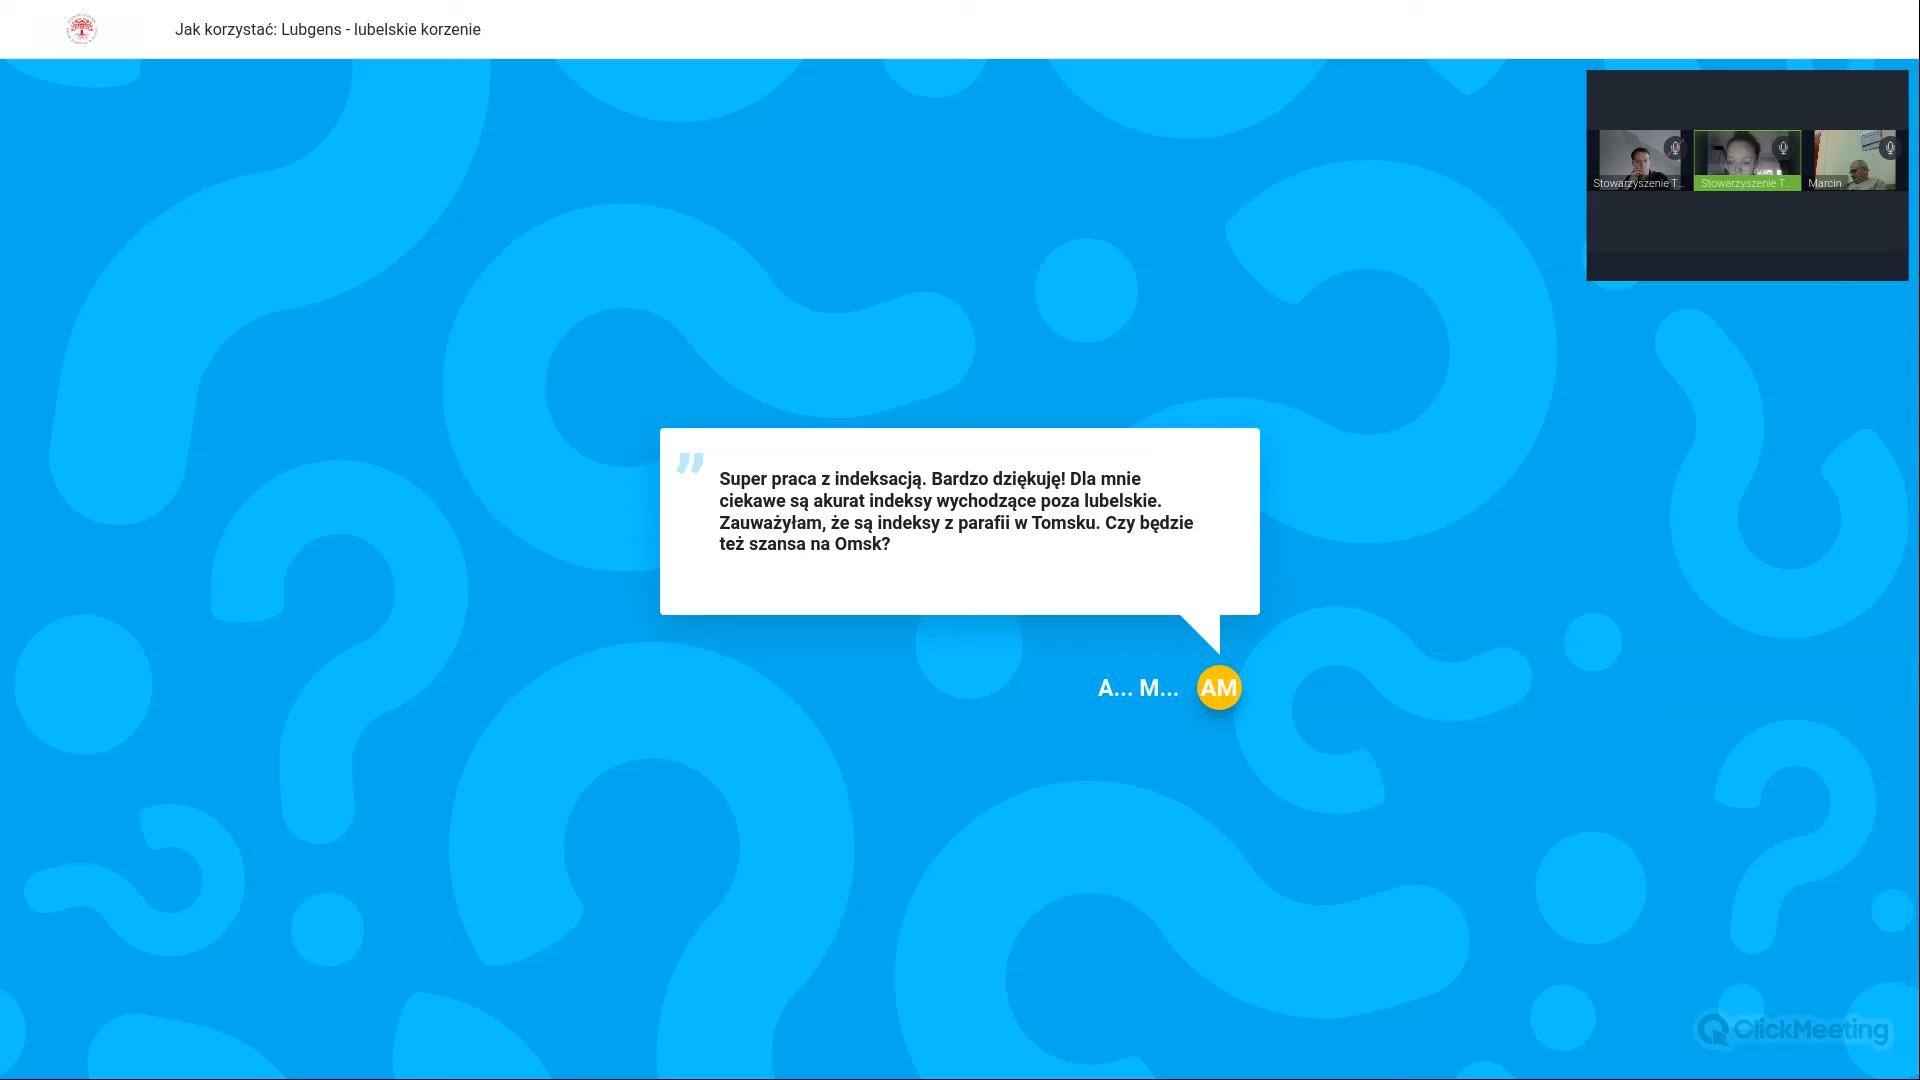 Jak korzystać: Lubgens - lubelskie korzenie
Stowarzyszenie T...
Stowarzyszenie T...
Marcin
”
Super praca z indeksacją. Bardzo dziękuję! Dla mnie
ciekawe są akurat indeksy wychodzące poza lubelskie.
Zauważyłam, że są indeksy z parafii w Tomsku. Czy będzie
też szansa na Omsk?
A... M...
AM
ClickMeeting